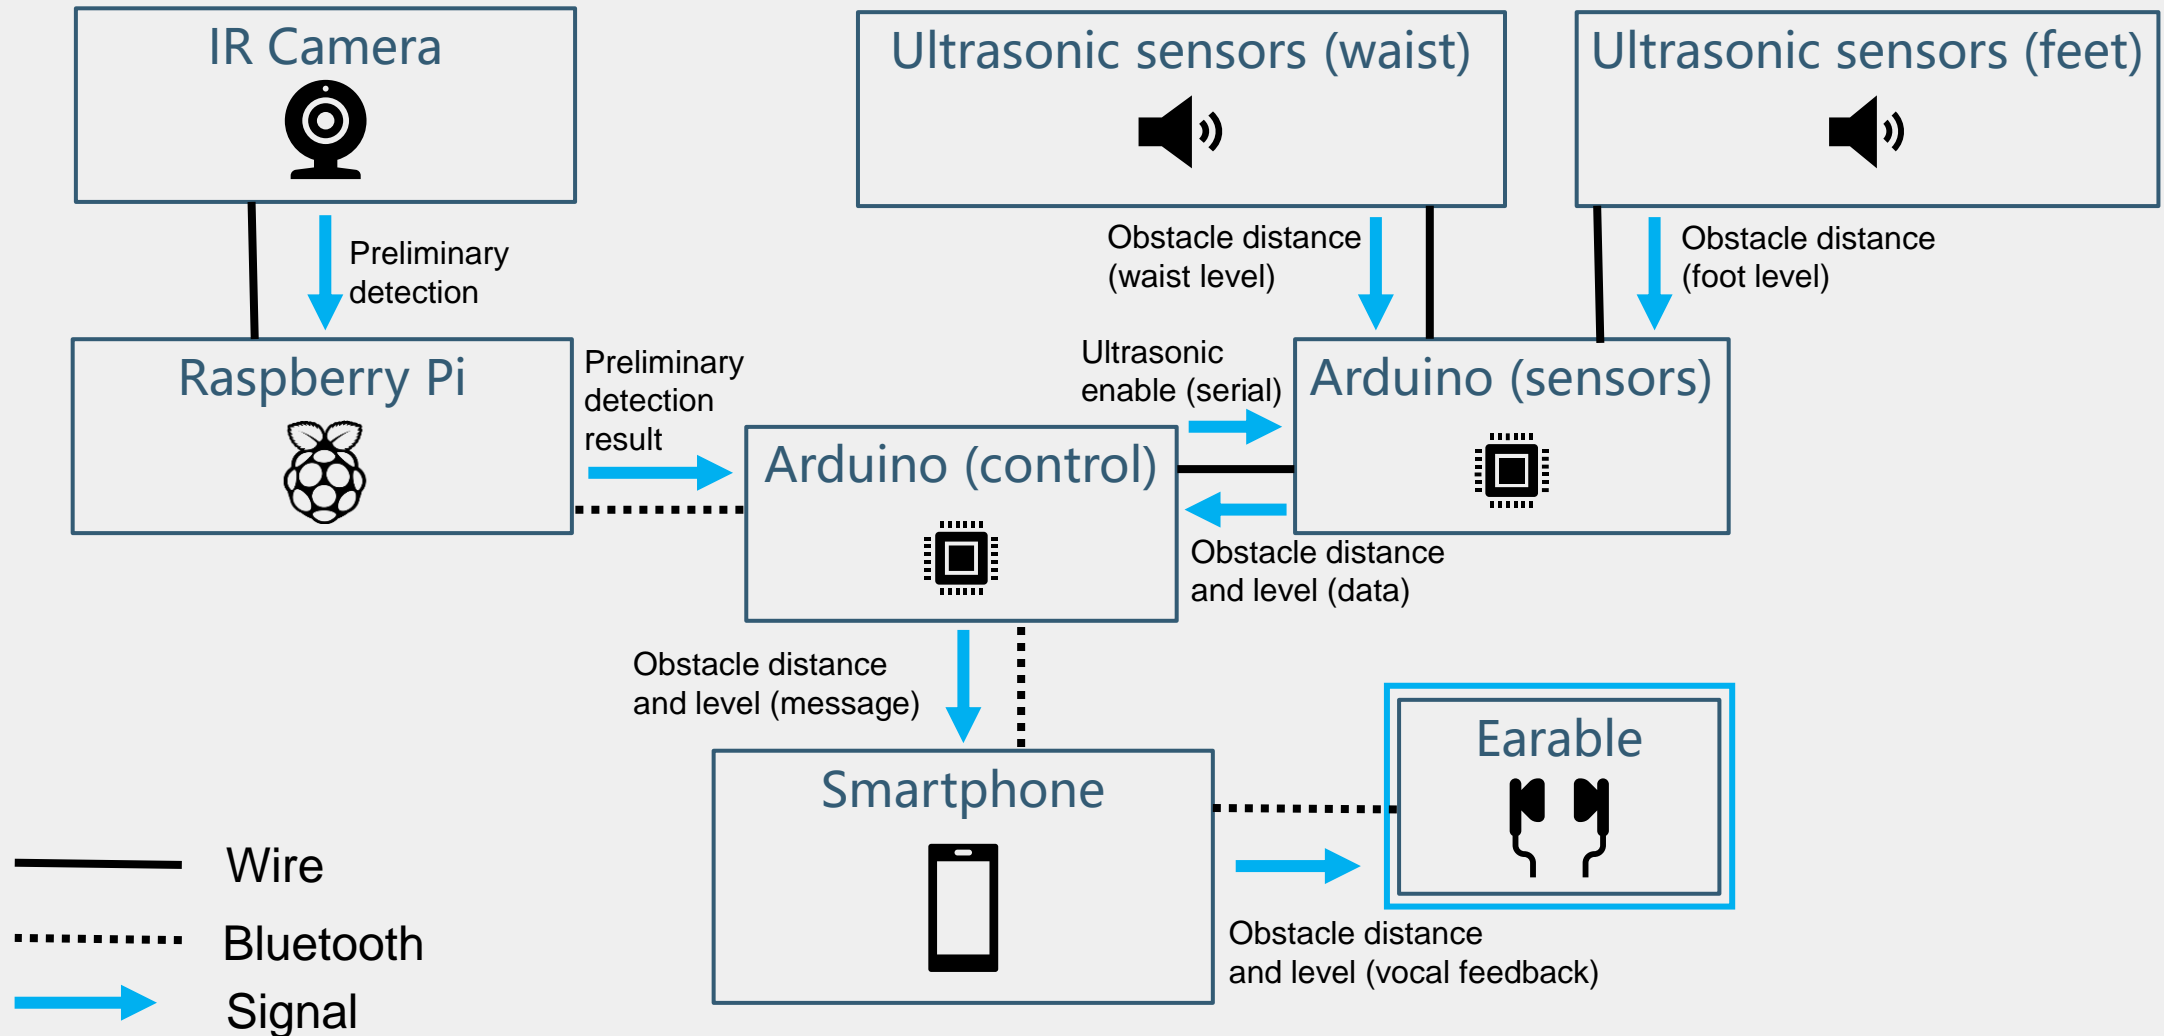 IR Camera
Ultrasonic sensors (waist)
Ultrasonic sensors (feet)
Preliminary
detection
Obstacle distance
(waist level)
Obstacle distance
(foot level)
Raspberry Pi
Preliminary
detection
result
Ultrasonic
enable (serial)
Arduino (sensors)
Arduino (control)
Obstacle distance
and level (data)
Obstacle distance
and level (message)
Smartphone
Earable
Obstacle distance
and level (vocal feedback)
Wire
Bluetooth
Signal